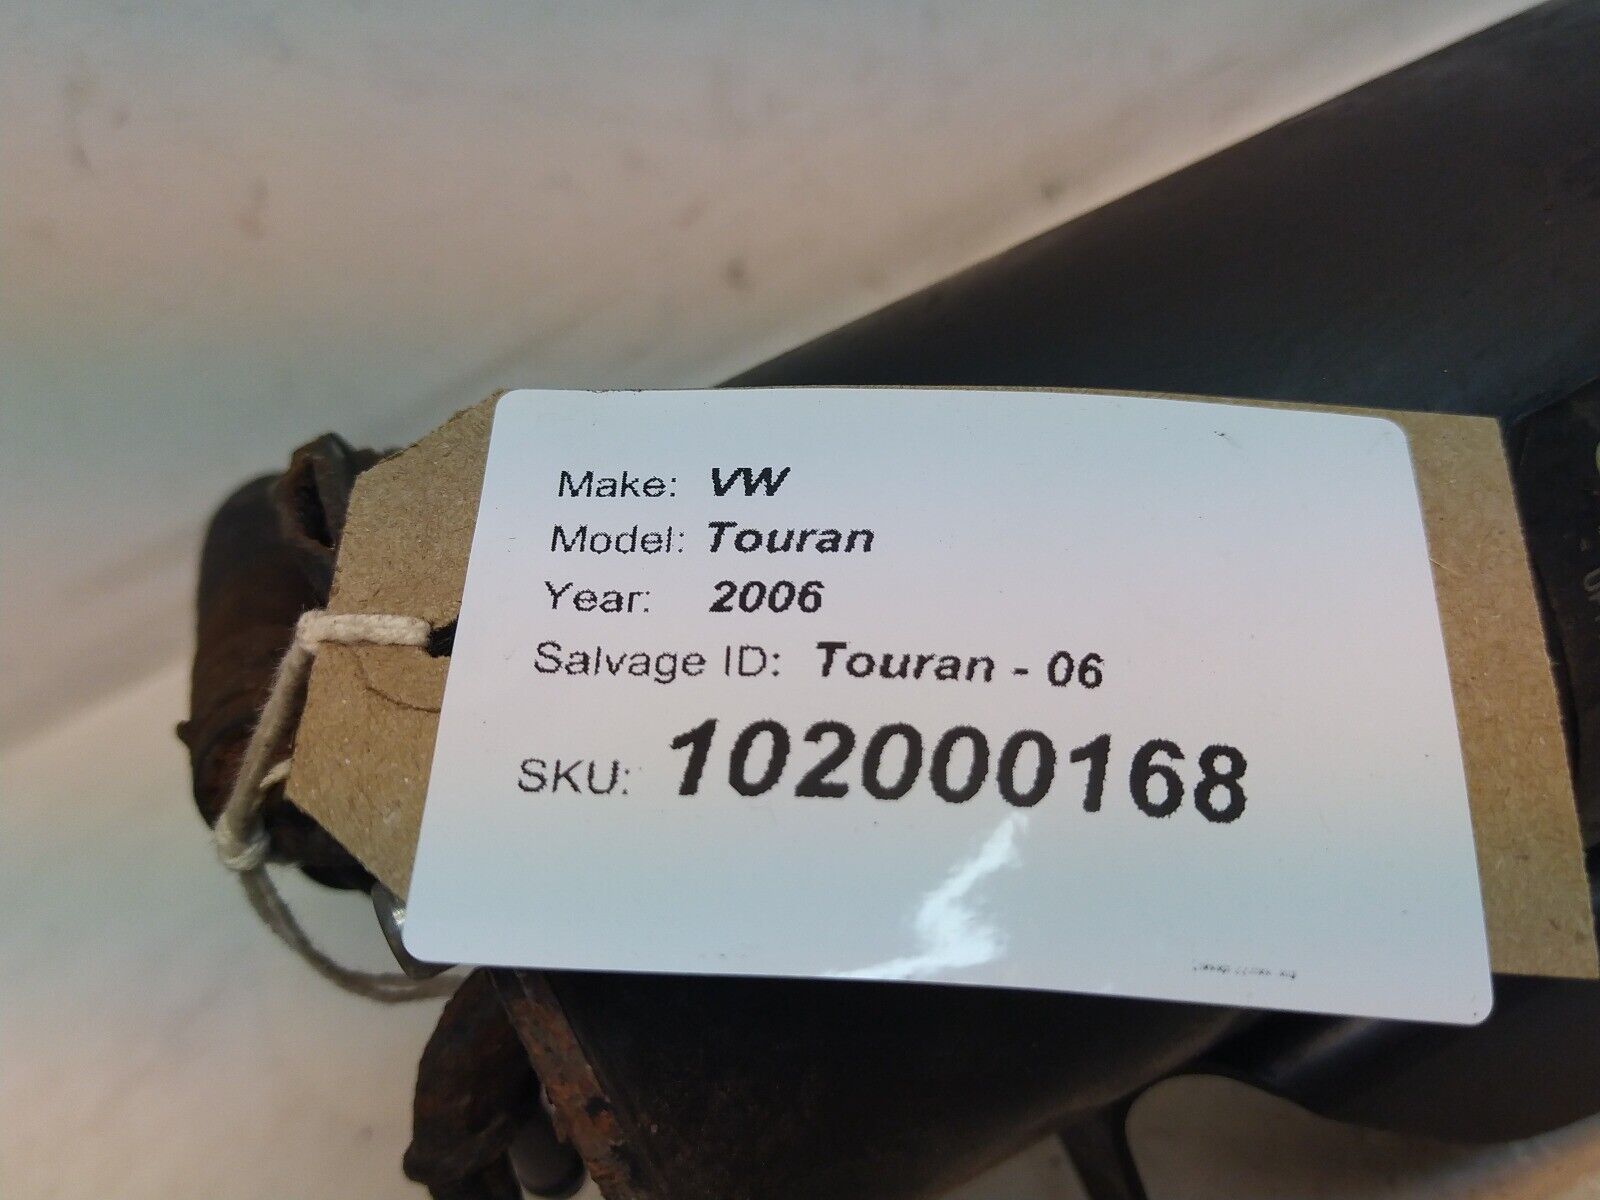 Make: VW
Model: Touran
Year: 2006
Salvage ID: Touran - 06
SKU: 102000168